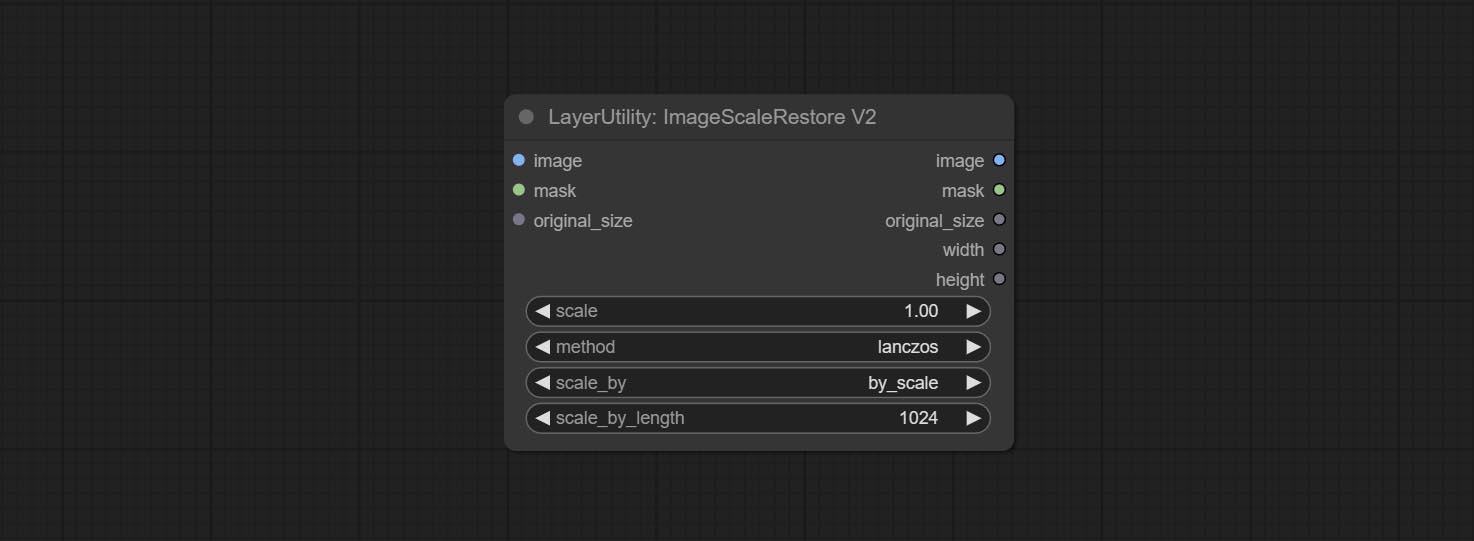 LayerUtility: ImageScaleRestore V2
image image
mask mask
original_size original_size
width
height
scale 1.00
method lanczos
scale_by by_scale
scale_by_length 1024